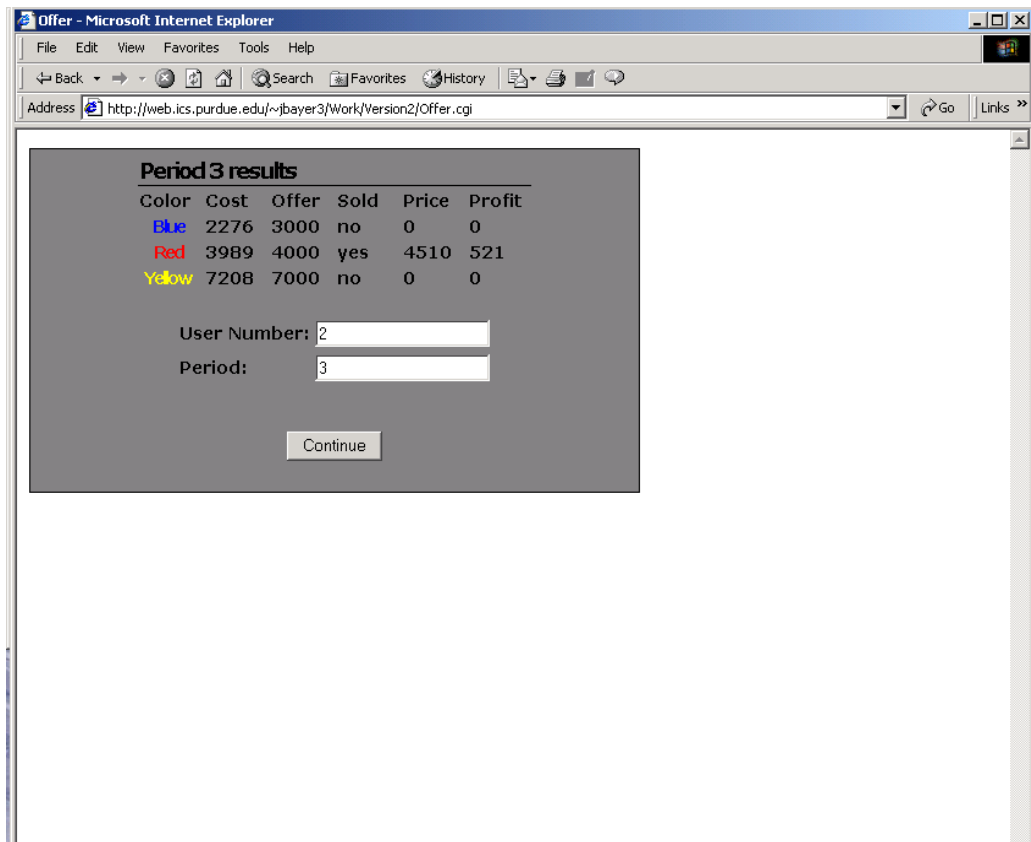 Offer - Microsoft Internet Explorer
File Edit View Favorites Tools Help
Back Search Favorites History
Address http://web.ics.purdue.edu/~jbayer3/Work/Version2/Offer.cgi Go Links »
Period 3 results
Color Cost Offer Sold Price Profit
Blue 2276 3000 no 0 0
Red 3989 4000 yes 4510 521
Yellow 7208 7000 no 0 0
User Number: 2
Period: 3
Continue